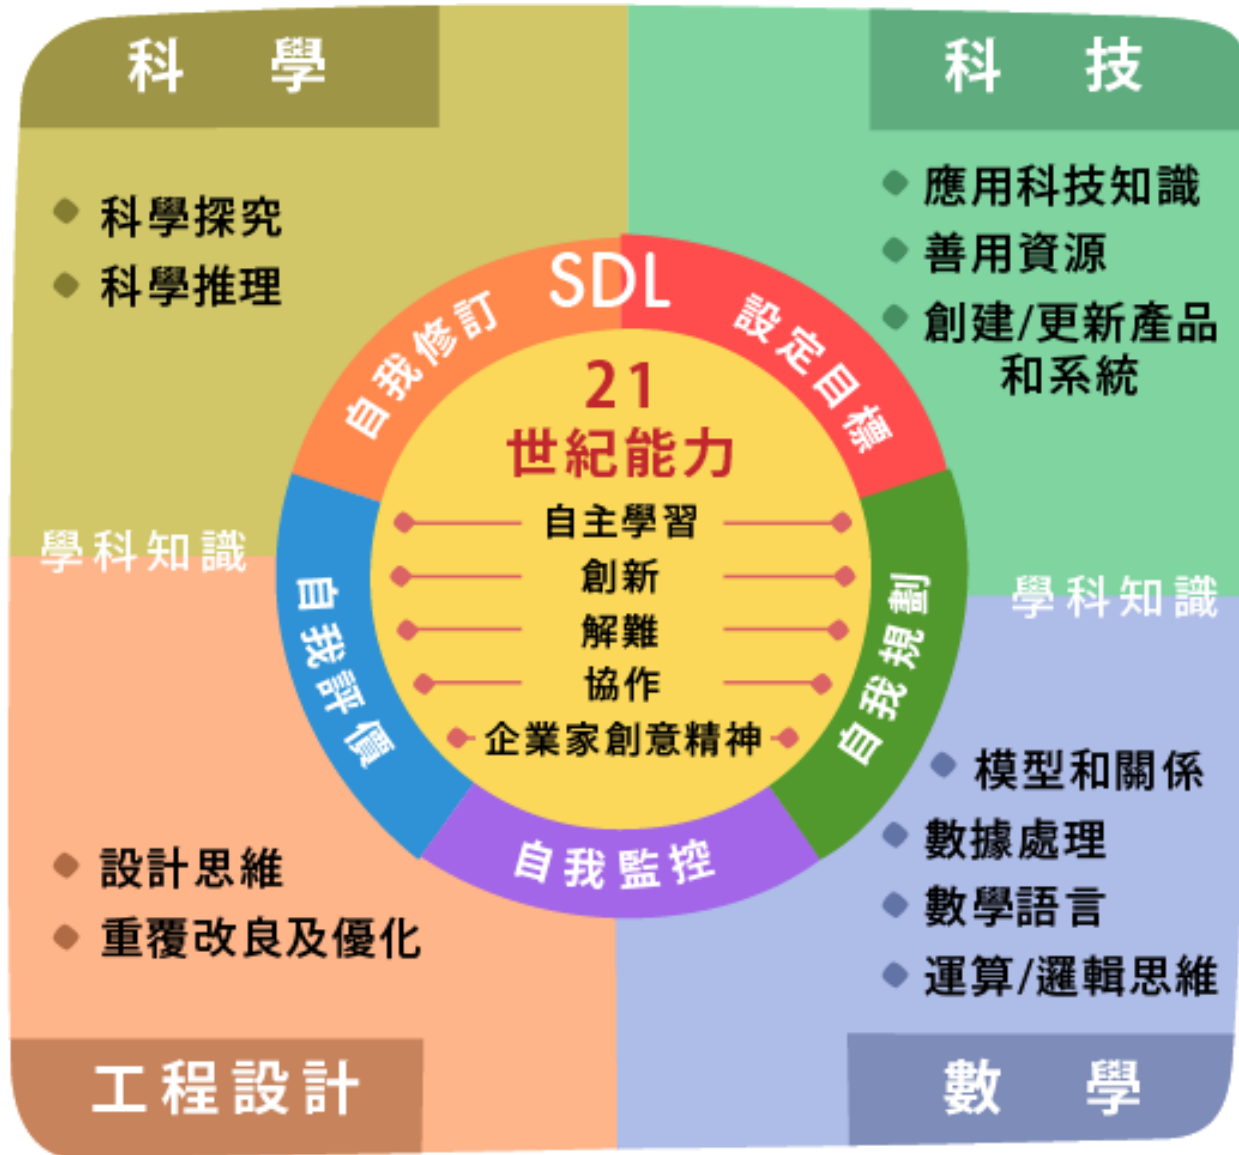 科學
科技
科學探究
科學推理
應用科技知識
善用資源
創建/更新產品
和系統
SDL
設定目標
自我規劃
自我監控
自我評價
自我修訂
21
世紀能力
自主學習
創新
解難
協作
企業家創意精神
學科知識
學科知識
設計思維
重覆改良及優化
模型和關係
數據處理
數學語言
運算/邏輯思維
工程設計
數學